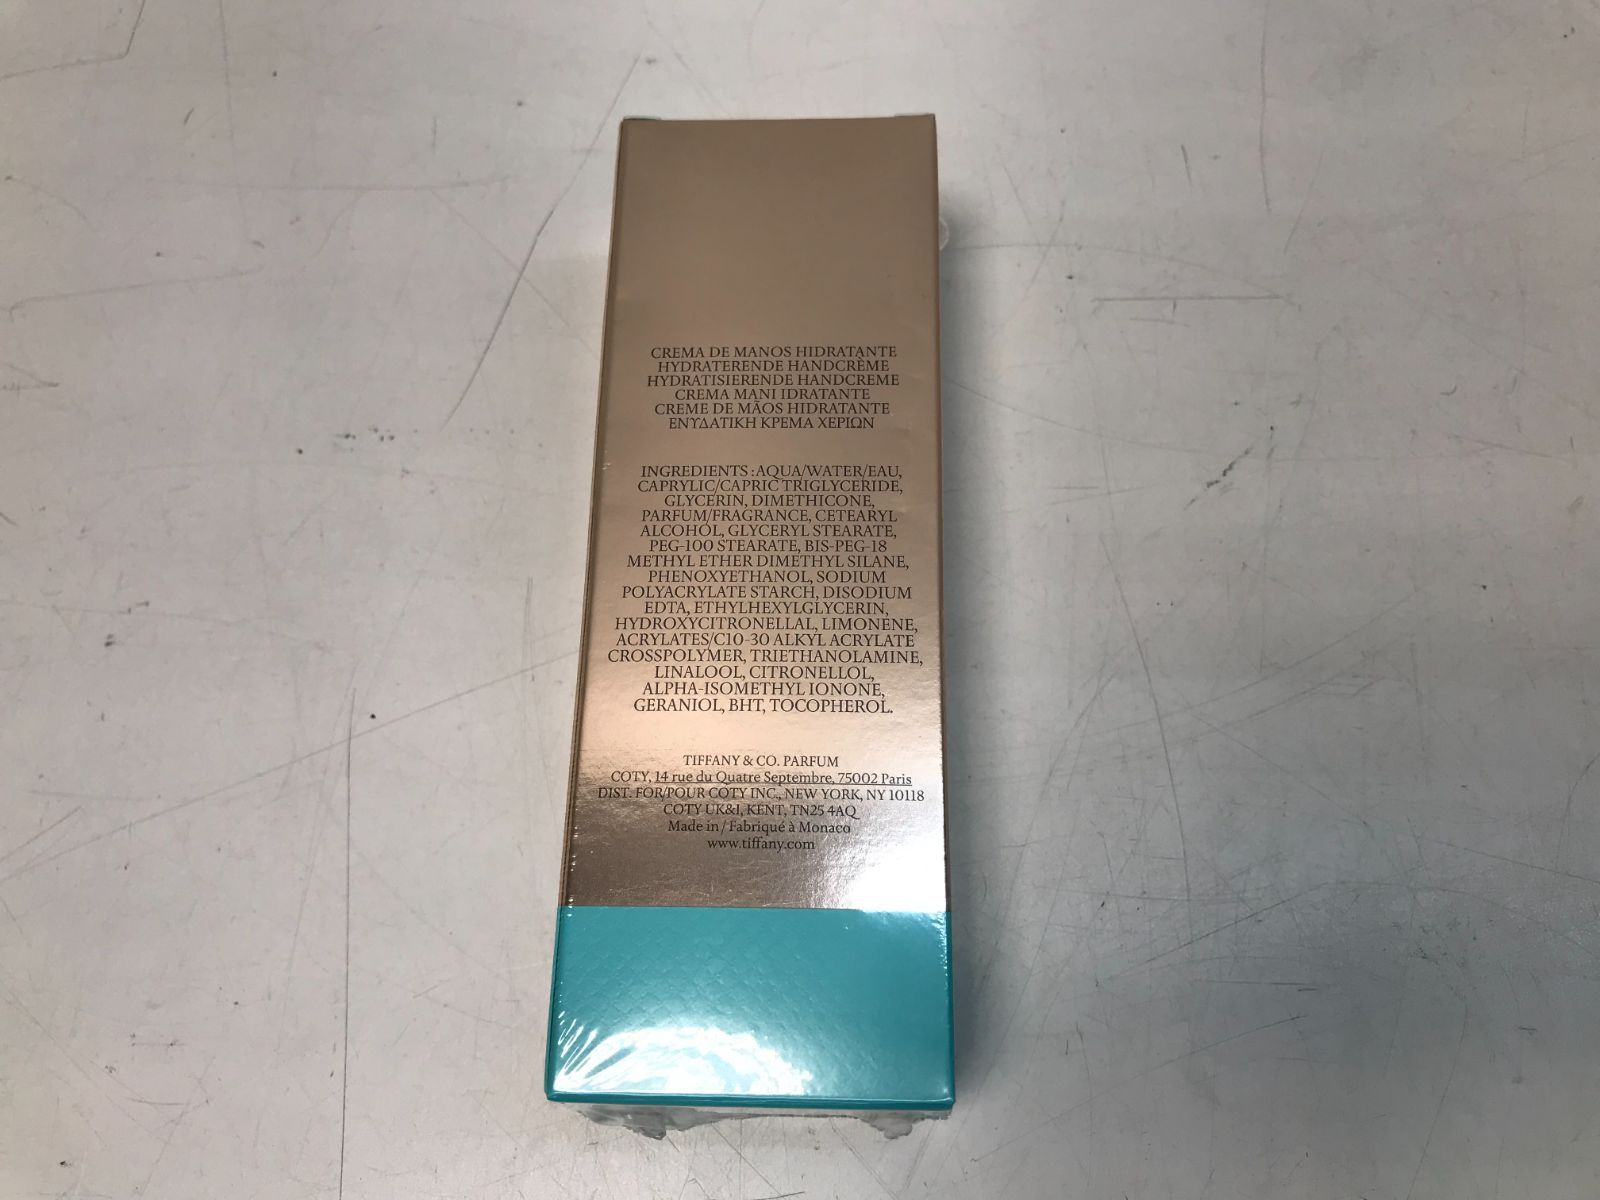 CREMA DE MANOS HIDRATANTE
HYDRATERENDE HANDCRÈME
HYDRATISIERENDE HANDCREME
CREMA MANI IDRATANTE
CREME DE MÃOS HIDRATANTE
ΕΝΥΔΑΤΙΚΗ ΚΡΕΜΑ ΧΕΡΙΩΝ
INGREDIENTS :AQUA/WATER/EAU,
CAPRYLIC/CAPRIC TRIGLYCERIDE,
GLYCERIN, DIMETHICONE,
PARFUM/FRAGRANCE, CETEARYL
ALCOHOL, GLYCERYL STEARATE,
PEG-100 STEARATE, BIS-PEG-18
METHYL ETHER DIMETHYL SILANE,
PHENOXYETHANOL, SODIUM
POLYACRYLATE STARCH, DISODIUM
EDTA, ETHYLHEXYLGLYCERIN,
HYDROXYCITRONELLAL, LIMONENE,
ACRYLATES/C10-30 ALKYL ACRYLATE
CROSSPOLYMER, TRIETHANOLAMINE,
LINALOOL, CITRONELLOL,
ALPHA-ISOMETHYL IONONE,
GERANIOL, BHT, TOCOPHEROL.
TIFFANY & CO. PARFUM
COTY, 14 rue du Quatre Septembre, 75002 Paris
DIST. FOR/POUR COTY INC., NEW YORK, NY 10118
COTY UK&I, KENT, TN25 4AQ
Made in / Fabriqué à Monaco
www.tiffany.com